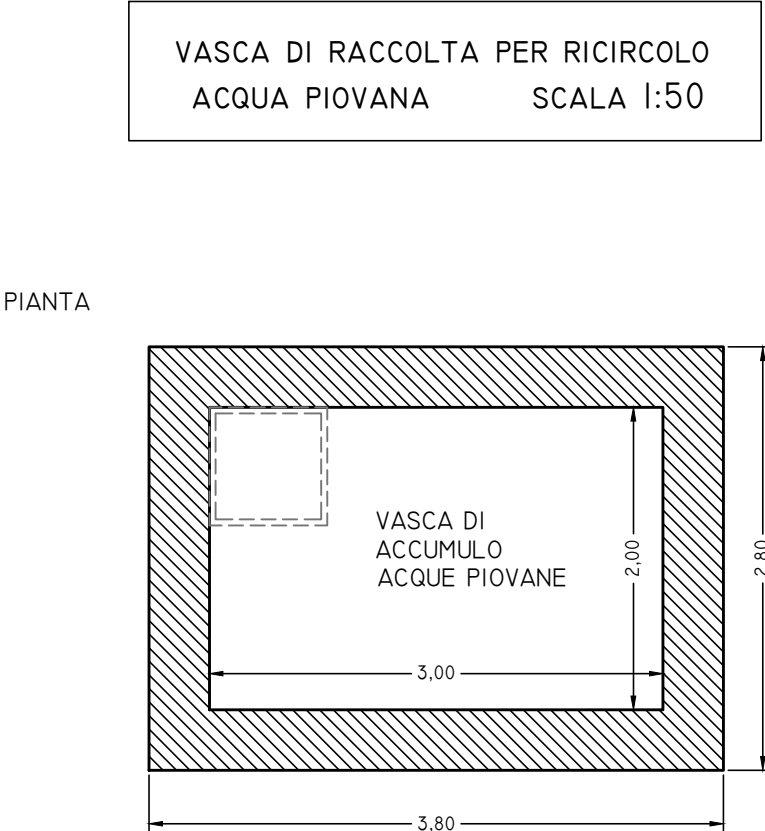 VASCA DI RACCOLTA PER RICIRCOLO
ACQUA PIOVANA SCALA 1:50
PIANTA
VASCA DI
ACCUMULO
ACQUE PIOVANE
2,00
2,80
3,00
3,80